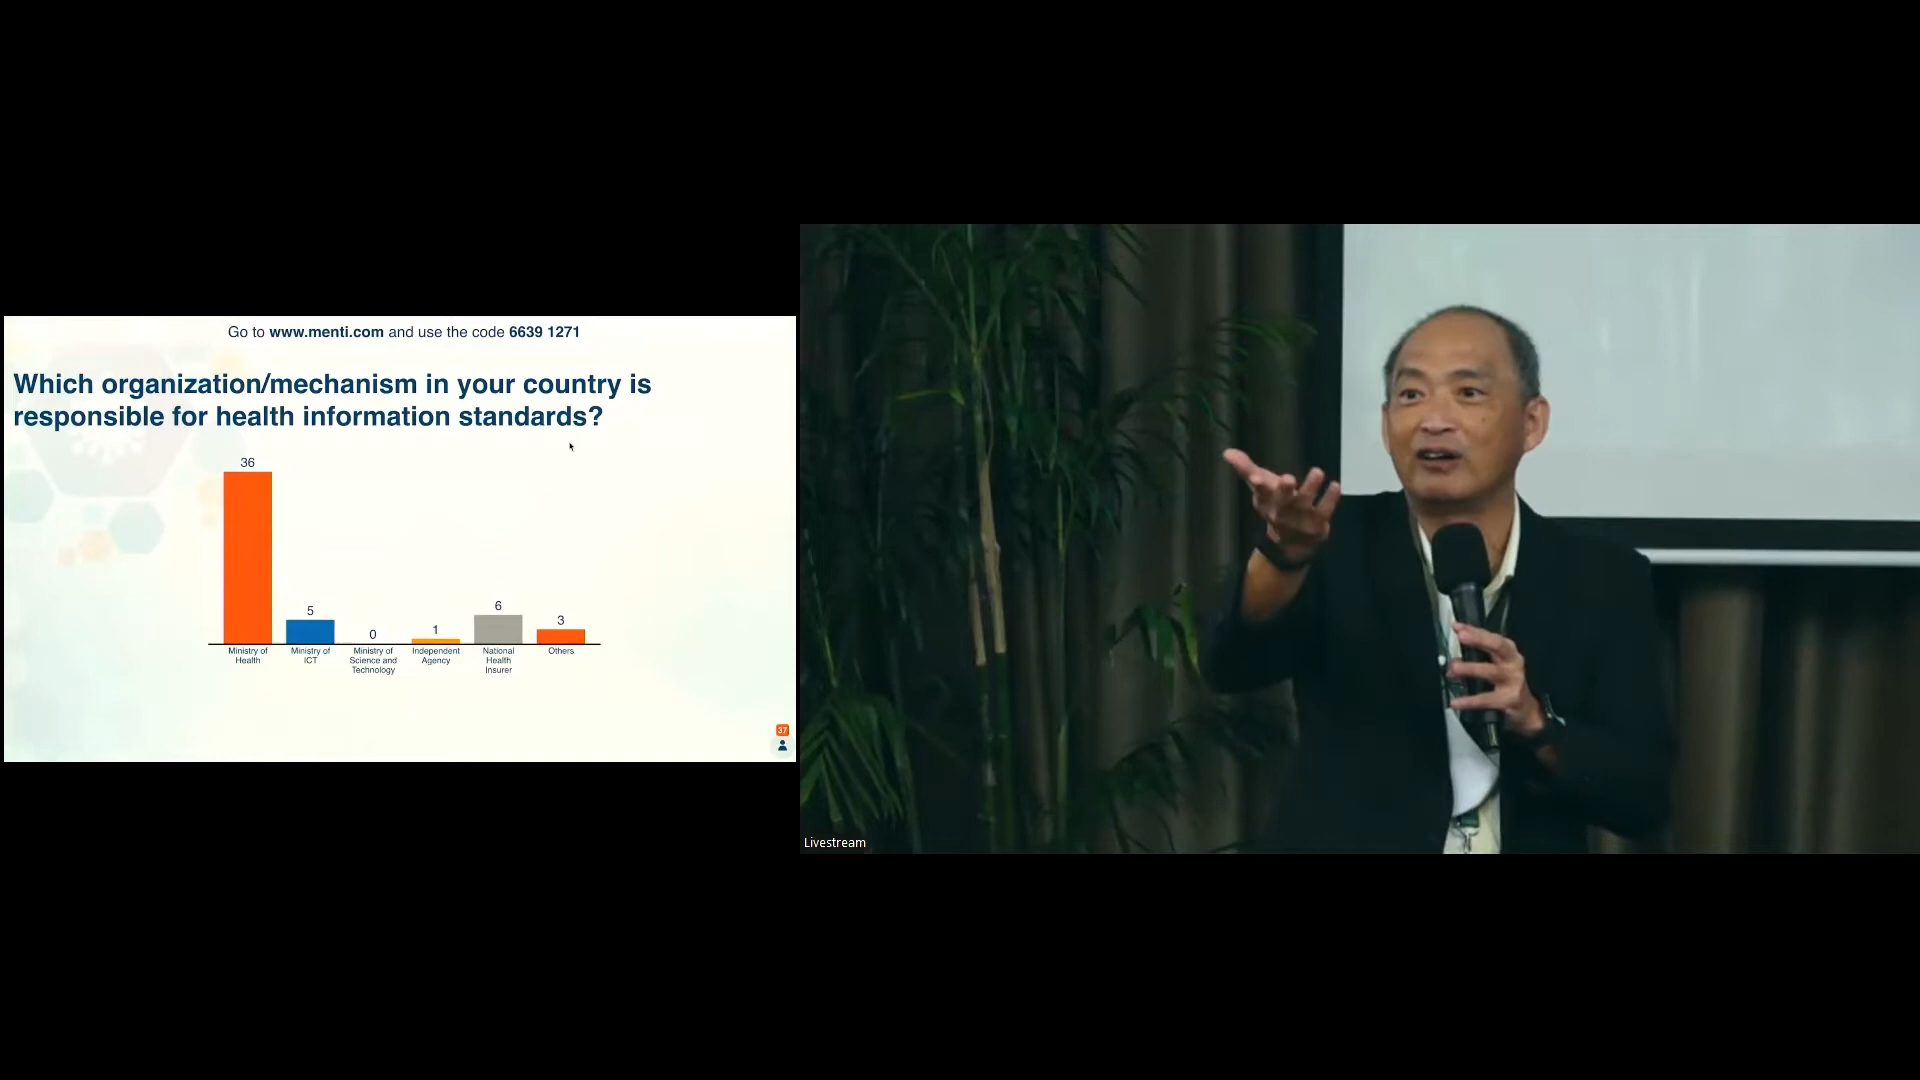 Go to www.menti.com and use the code 6639 1271
Which organization/mechanism in your country is
responsible for health information standards?
36
5
0
1
6
3
Ministry of
Health
Ministry of
ICT
Ministry of
Science and
Technology
Independent
Agency
National
Health
Insurer
Others
37
Livestream